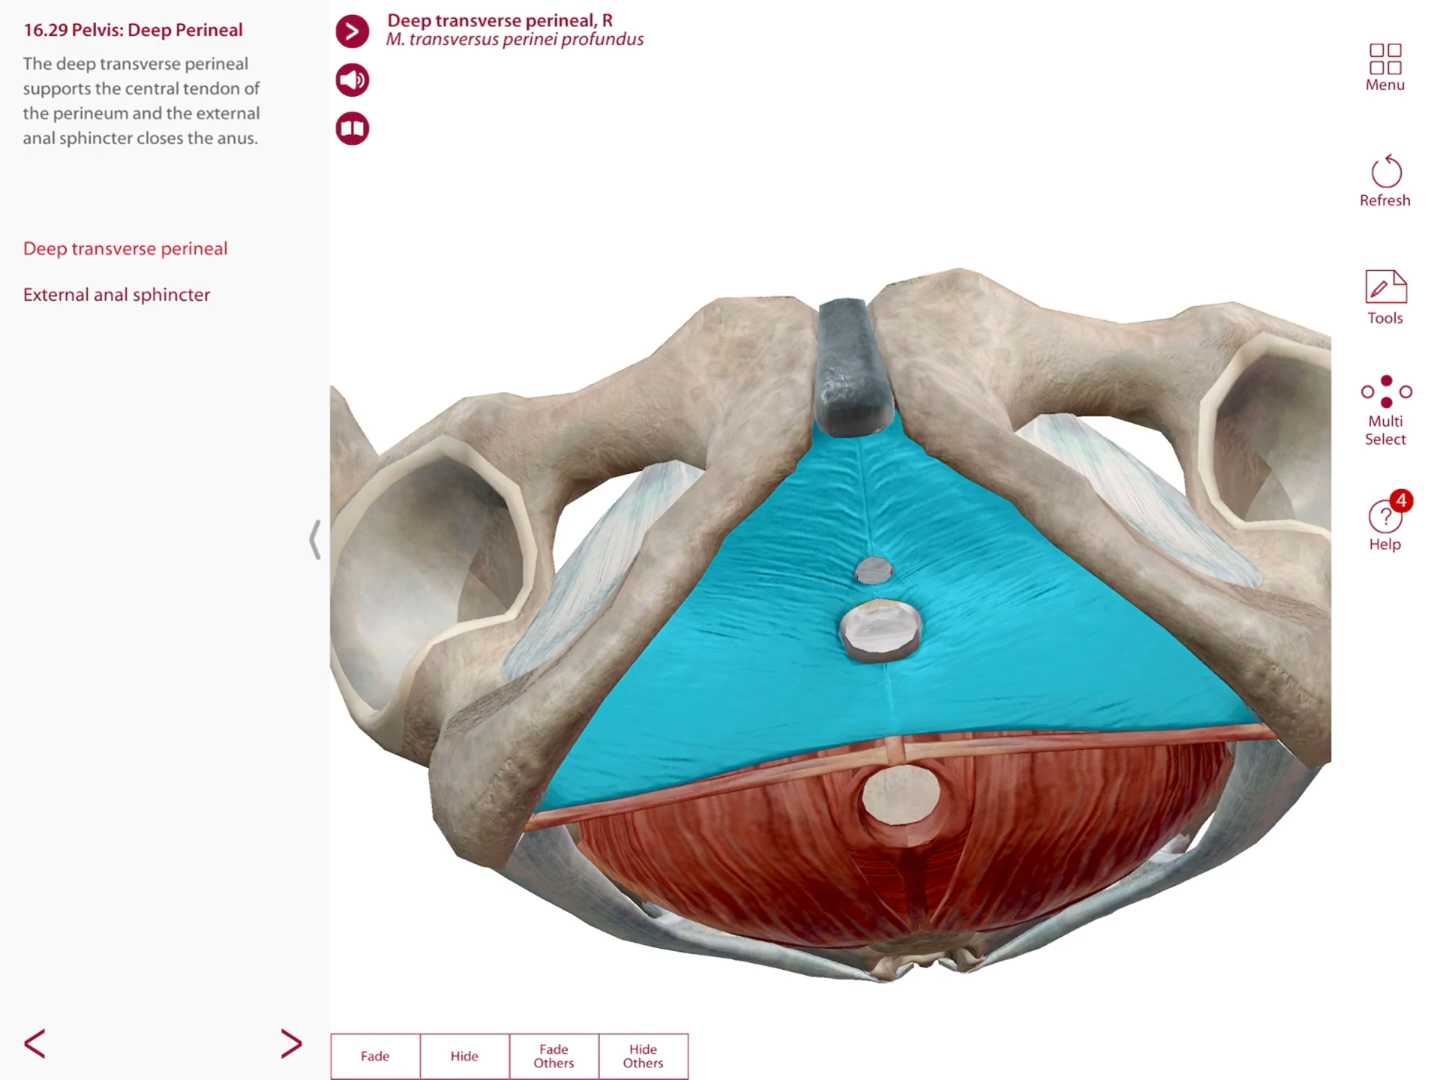 16.29 Pelvis: Deep Perineal
The deep transverse perineal
supports the central tendon of
the perineum and the external
anal sphincter closes the anus.
Deep transverse perineal
External anal sphincter
Deep transverse perineal, R
M. transversus perinei profundus
Menu
Refresh
Tools
Multi
Select
4
?
Help
Fade
Hide
Fade
Others
Hide
Others